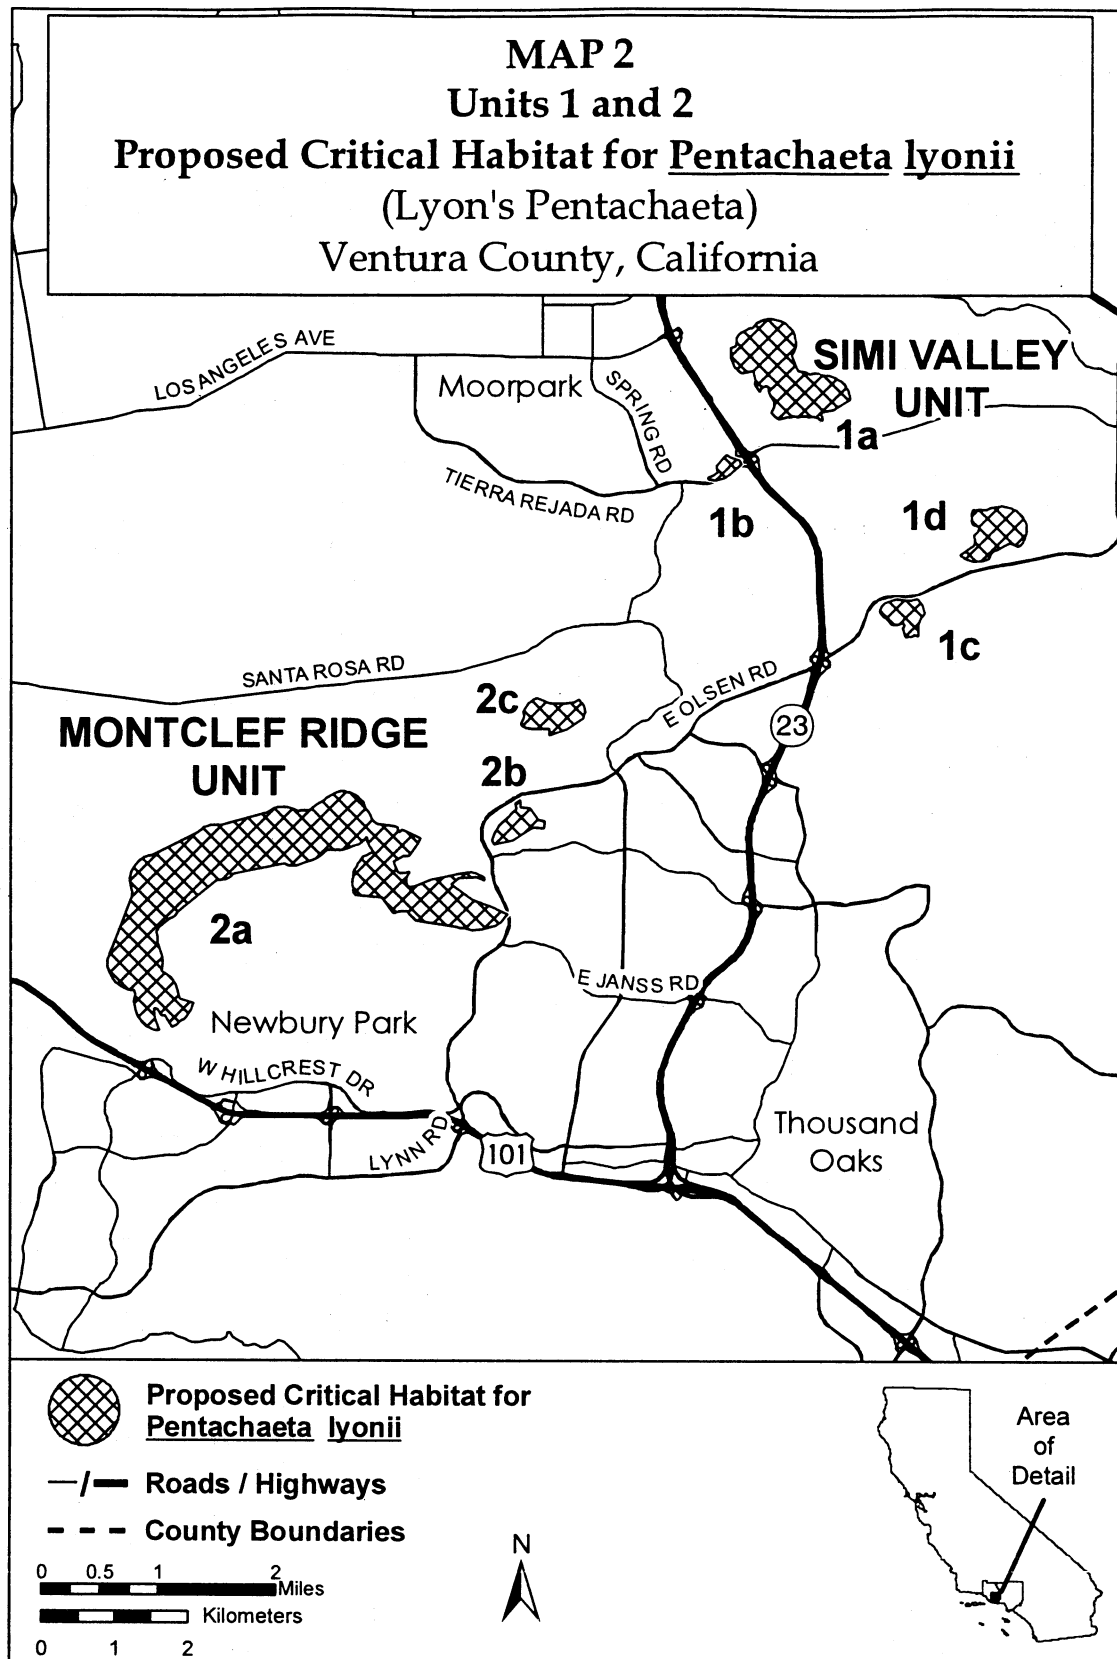 MAP 2
Units 1 and 2
Proposed Critical Habitat for Pentachaeta lyonii
(Lyon's Pentachaeta)
Ventura County, California
LOS ANGELES AVE
Moorpark
SPRING RD
SIMI VALLEY
UNIT
1a
TIERRA REJADA RD
1b
1d
1c
SANTA ROSA RD
2c
E OLSEN RD
23
MONTCLEF RIDGE
UNIT
2b
2a
E JANSS RD
Newbury Park
W HILLCREST DR
LYNN RD
101
Thousand
Oaks
Proposed Critical Habitat for
Pentachaeta lyonii
Roads / Highways
County Boundaries
0 0.5 1 2
Miles
Kilometers
0 1 2
N
Area
of
Detail